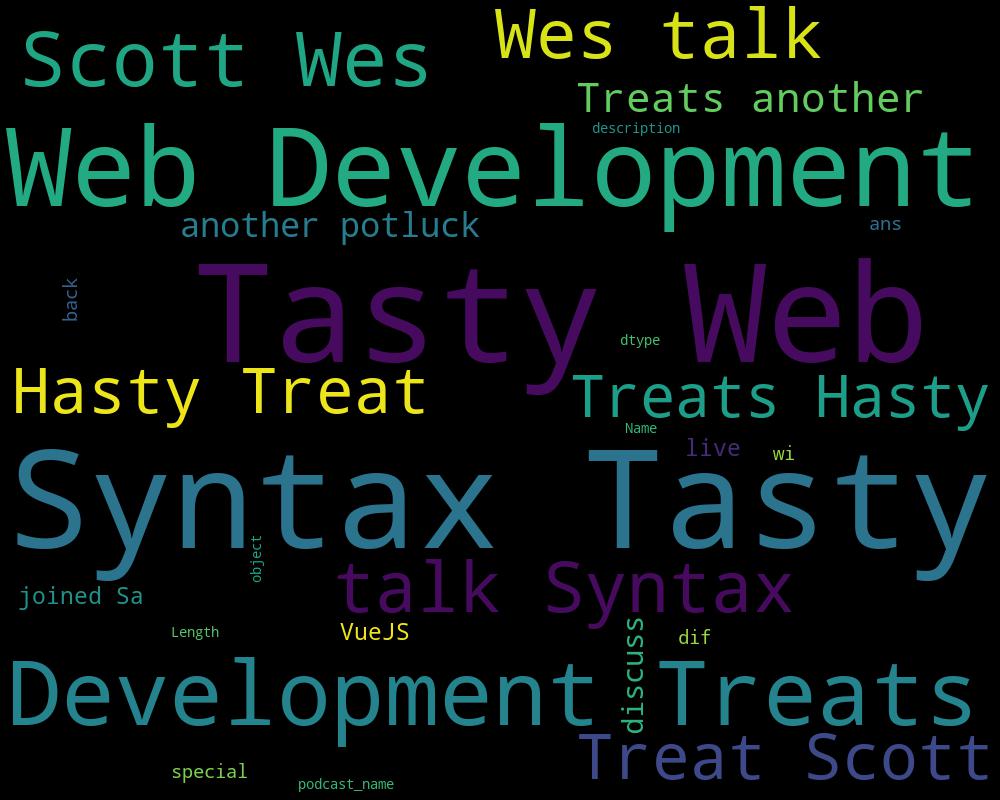 Scott Wes
Wes talk
Treats another
description
Web Development
another potluck
ans
back
Tasty Web
dtype
Hasty Treat
Treats Hasty
Name
live
wi
Syntax Tasty
object
talk Syntax
joined Sa
Length
VueJS
discuss
dif
Development Treats
Treat Scott
special
podcast_name